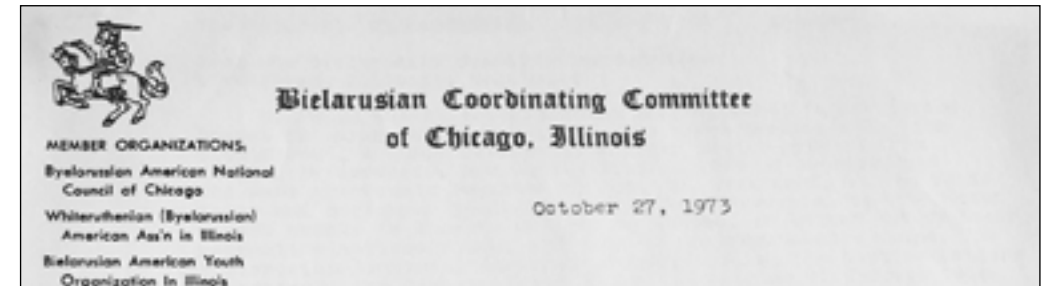 Bielarusian Coordinating Committee
of Chicago, Illinois
MEMBER ORGANIZATIONS.
Byelorussian American National
Council of Chicago
October 27, 1973
Whiteruthenian (Byelorussian)
American Ass'n in Illinois
Bielarusian American Youth
Organization In Illinois